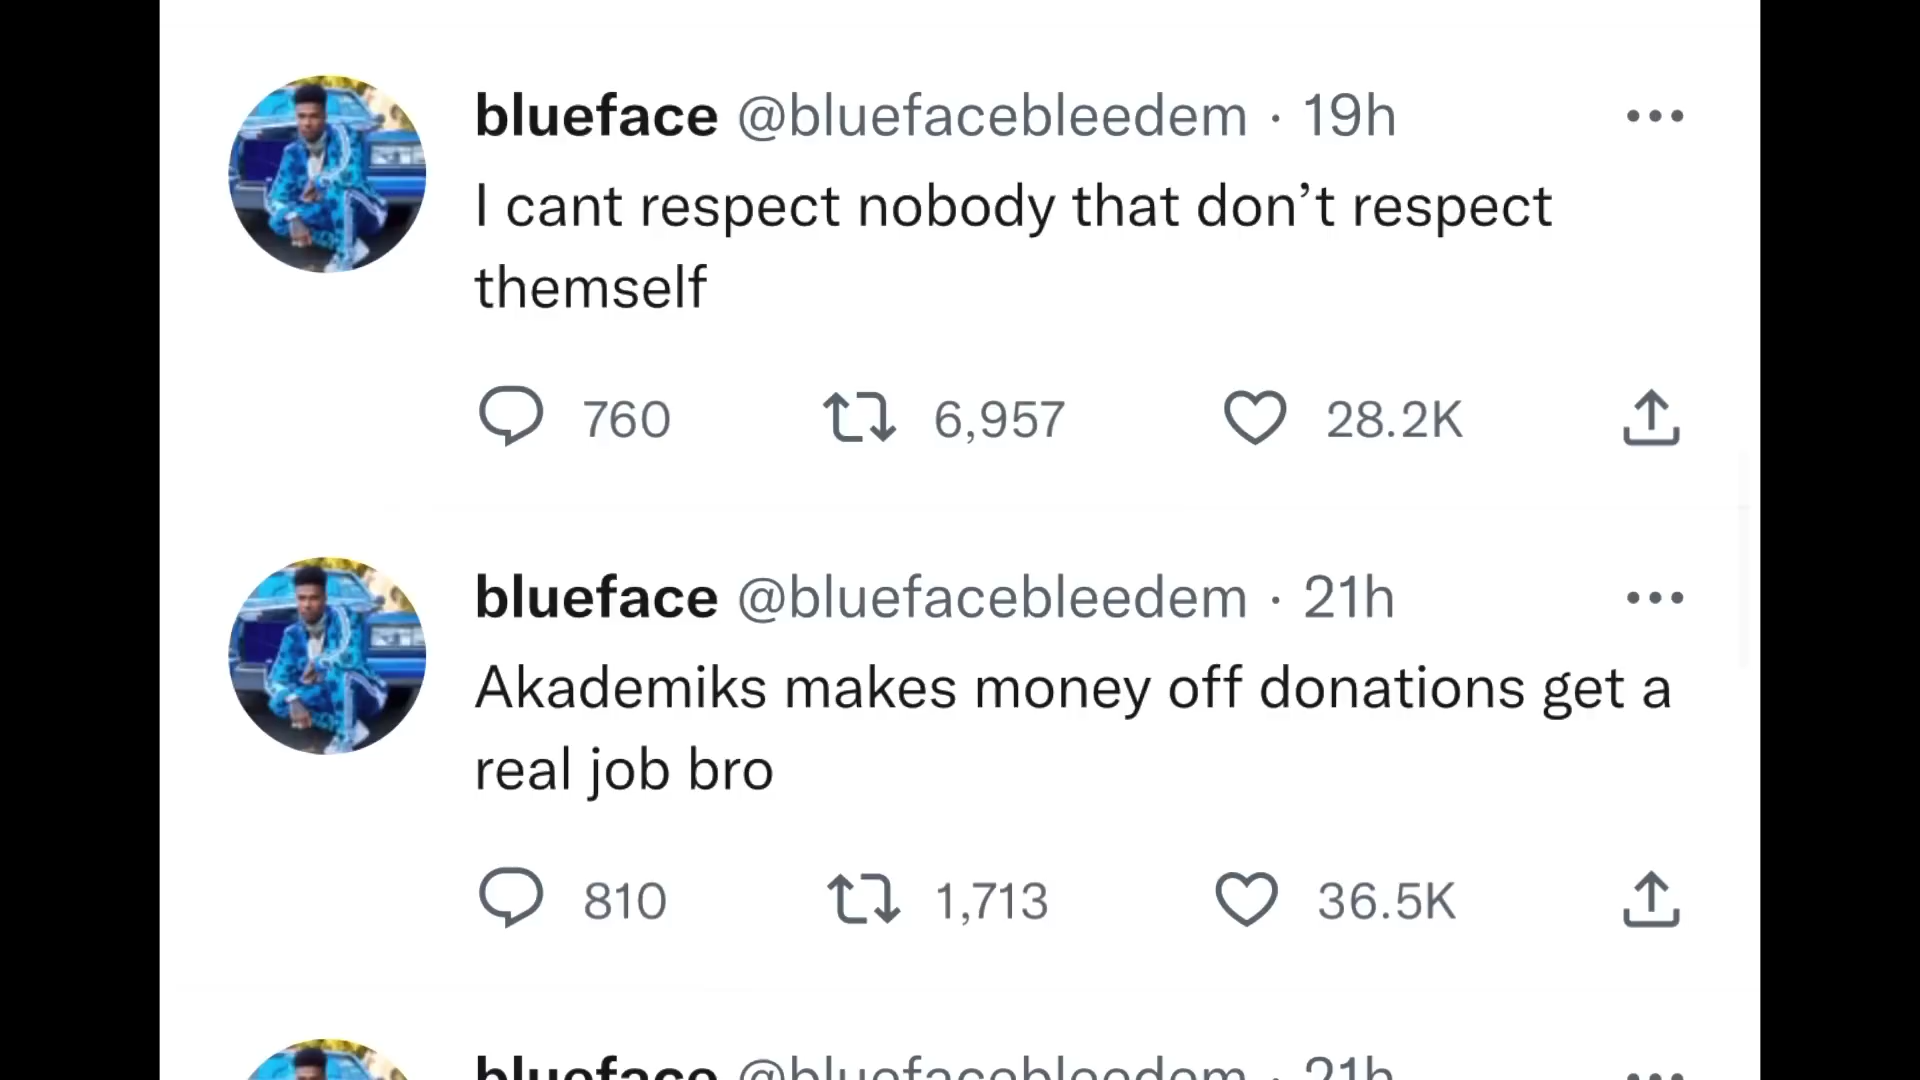 blueface @bluefacebleedem · 19h
I cant respect nobody that don’t respect
themself
760 6,957 28.2K
blueface @bluefacebleedem · 21h
Akademiks makes money off donations get a
real job bro
810 1,713 36.5K
blueface @bluefacebleedem · 21h